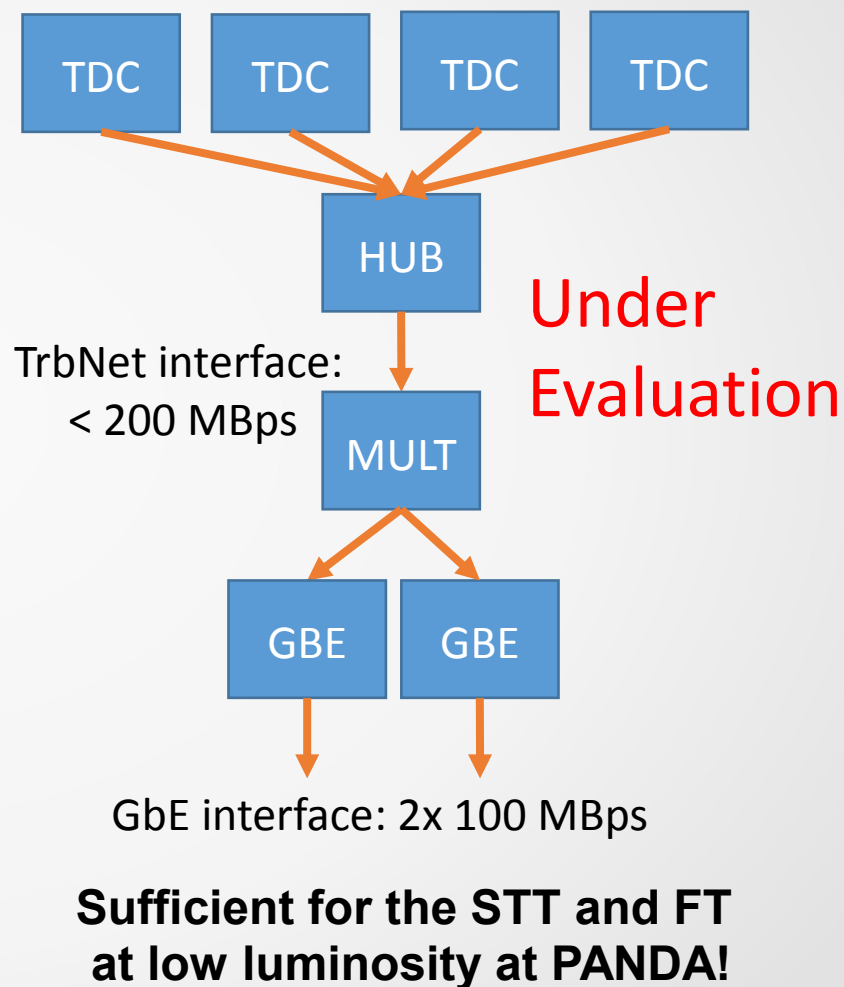 TDC TDC TDC TDC
HUB
Under
Evaluation
TrbNet interface:
< 200 MBps
MULT
GBE GBE
GbE interface: 2x 100 MBps
Sufficient for the STT and FT
at low luminosity at PANDA!